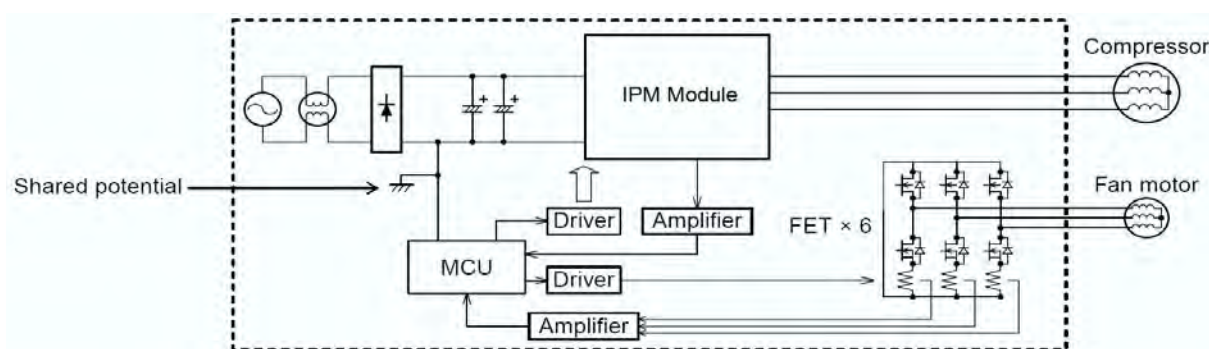 Compressor
IPM Module
Shared potential
Fan motor
Driver
Amplifier
FET × 6
MCU
Driver
Amplifier